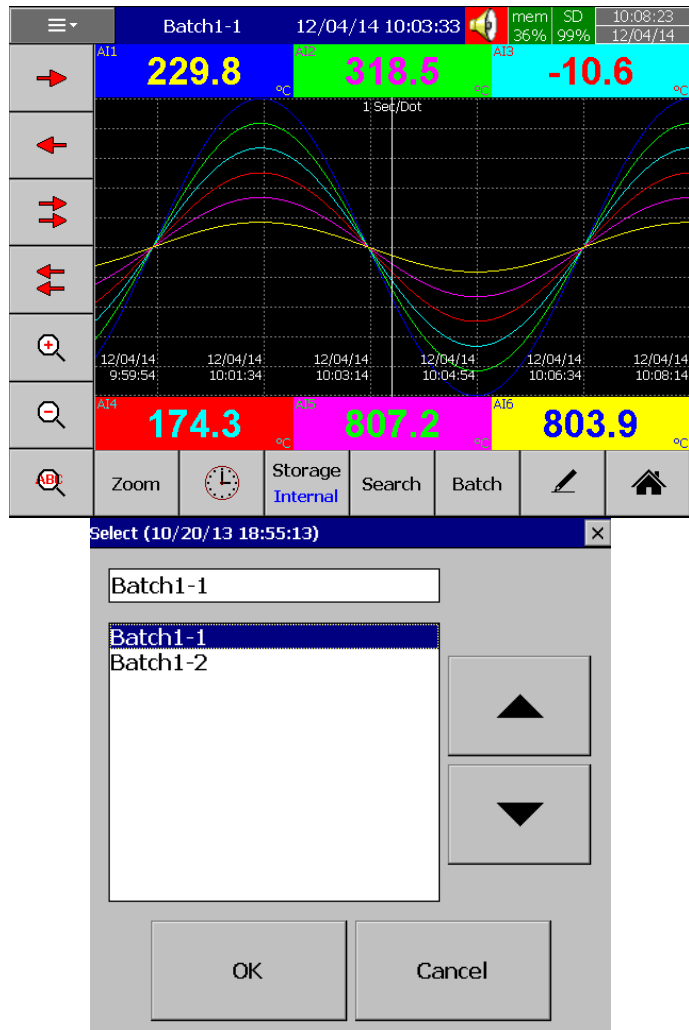 Batch1-1 12/04/14 10:03:33 mem 36% SD 99% 10:08:23 12/04/14
AI1 229.8 °C AI2 318.5 °C AI3 -10.6 °C
1 Sec/Dot
12/04/14 12/04/14 12/04/14 12/04/14 12/04/14 12/04/14
9:59:54 10:01:34 10:03:14 10:04:54 10:06:34 10:08:14
AI4 174.3 °C AI5 807.2 °C AI6 803.9 °C
ABC Zoom Storage Internal Search Batch
Select (10/20/13 18:55:13)
Batch1-1
Batch1-1
Batch1-2
OK Cancel